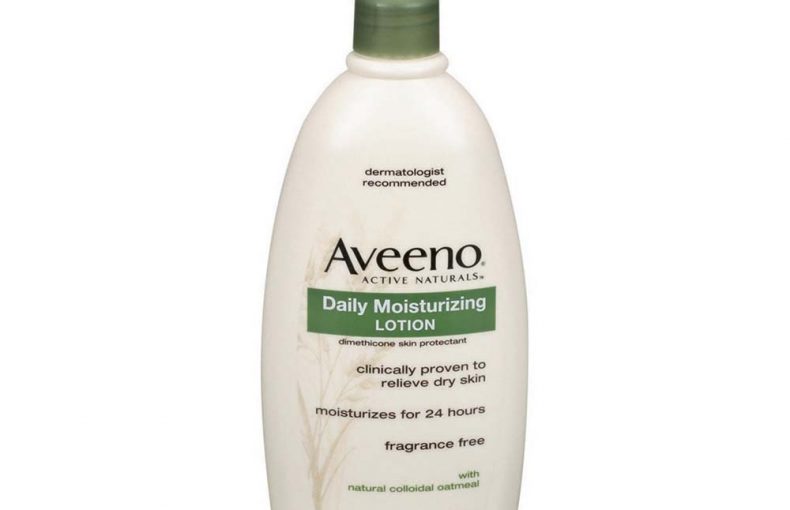 dermatologist
recommended
Aveeno®
ACTIVE NATURALS™
Daily Moisturizing
LOTION
dimethicone skin protectant
clinically proven to
relieve dry skin
moisturizes for 24 hours
fragrance free
with
natural colloidal oatmeal